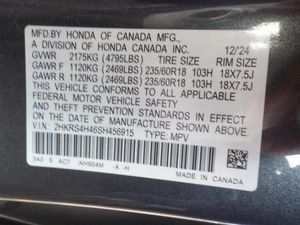 MFD. BY HONDA OF CANADA MFG.,
A DIVISION OF HONDA CANADA INC. 12/24
GVWR 2175KG (4795LBS) TIRE SIZE RIM SIZE
GAWR F 1120KG (2469LBS) 235/60R18 103H 18X7.5J
GAWR R 1120KG (2469LBS) 235/60R18 103H 18X7.5J
THIS VEHICLE CONFORMS TO ALL APPLICABLE
FEDERAL MOTOR VEHICLE SAFETY AND
THEFT PREVENTION STANDARDS IN EFFECT
ON THE DATE OF MANUFACTURE SHOWN ABOVE.
V.I.N: 2HKRS4H46SH456915 TYPE: MPV
3A0 S AC7 NH904M -A -H
MADE IN CANADA